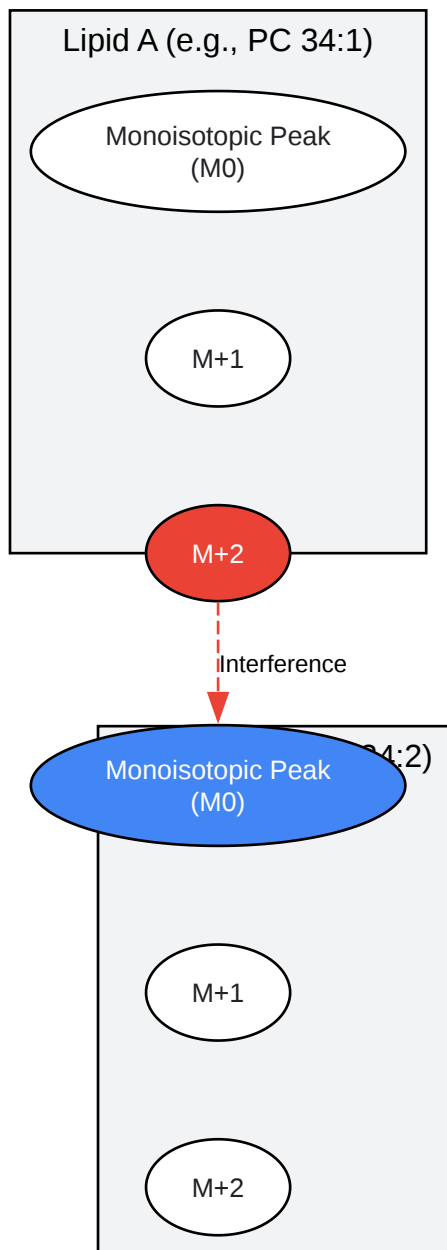 Lipid A (e.g., PC 34:1)
Monoisotopic Peak
(M0)
M+1
M+2
Interference
34:2)
Monoisotopic Peak
(M0)
M+1
M+2